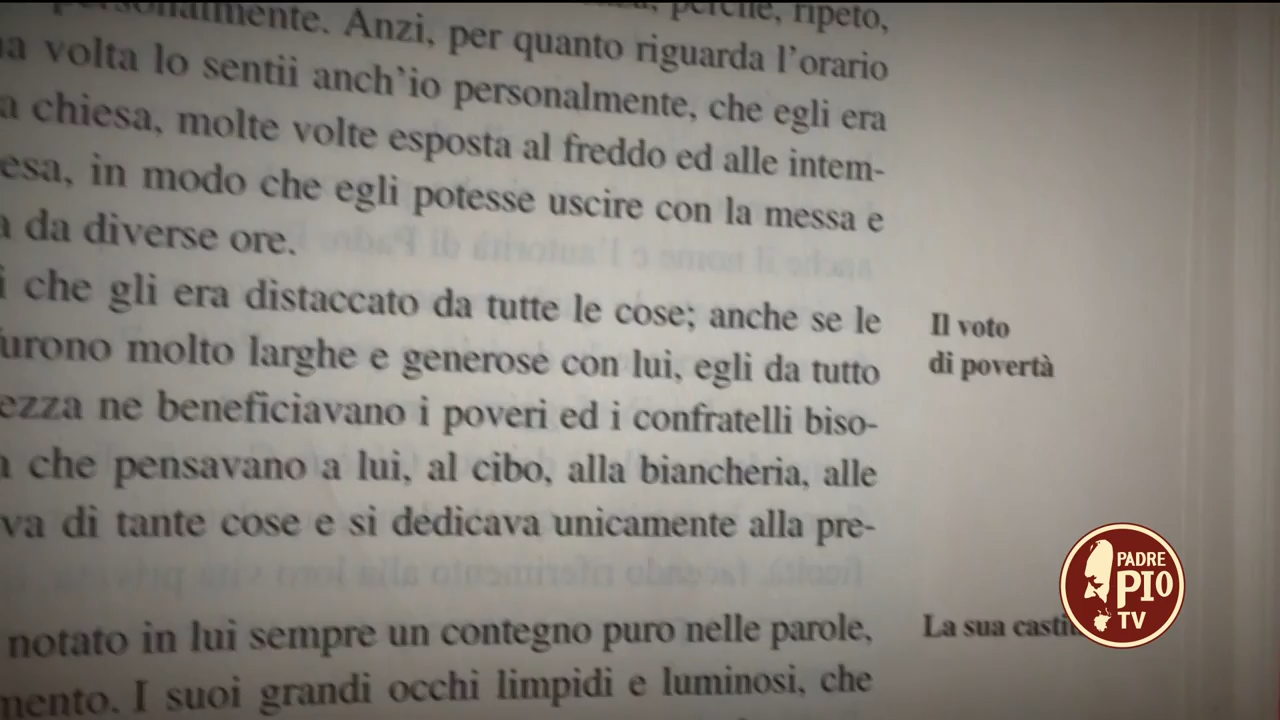 perché, ripeto,
personalmente. Anzi, per quanto riguarda l'orario
volta lo sentii anch'io personalmente, che egli era
a chiesa, molte volte esposta al freddo ed alle intem-
esa, in modo che egli potesse uscire con la messa e
a da diverse ore.
i che gli era distaccato da tutte le cose; anche se le
urono molto larghe e generose con lui, egli da tutto
ezza ne beneficiavano i poveri ed i confratelli biso-
che pensavano a lui, al cibo, alla biancheria, alle
va di tante cose e si dedicava unicamente alla pre-
notato in lui sempre un contegno puro nelle parole,
mento. I suoi grandi occhi limpidi e luminosi, che
Il voto
di povertà
La sua casti
PADRE
PIO
TV